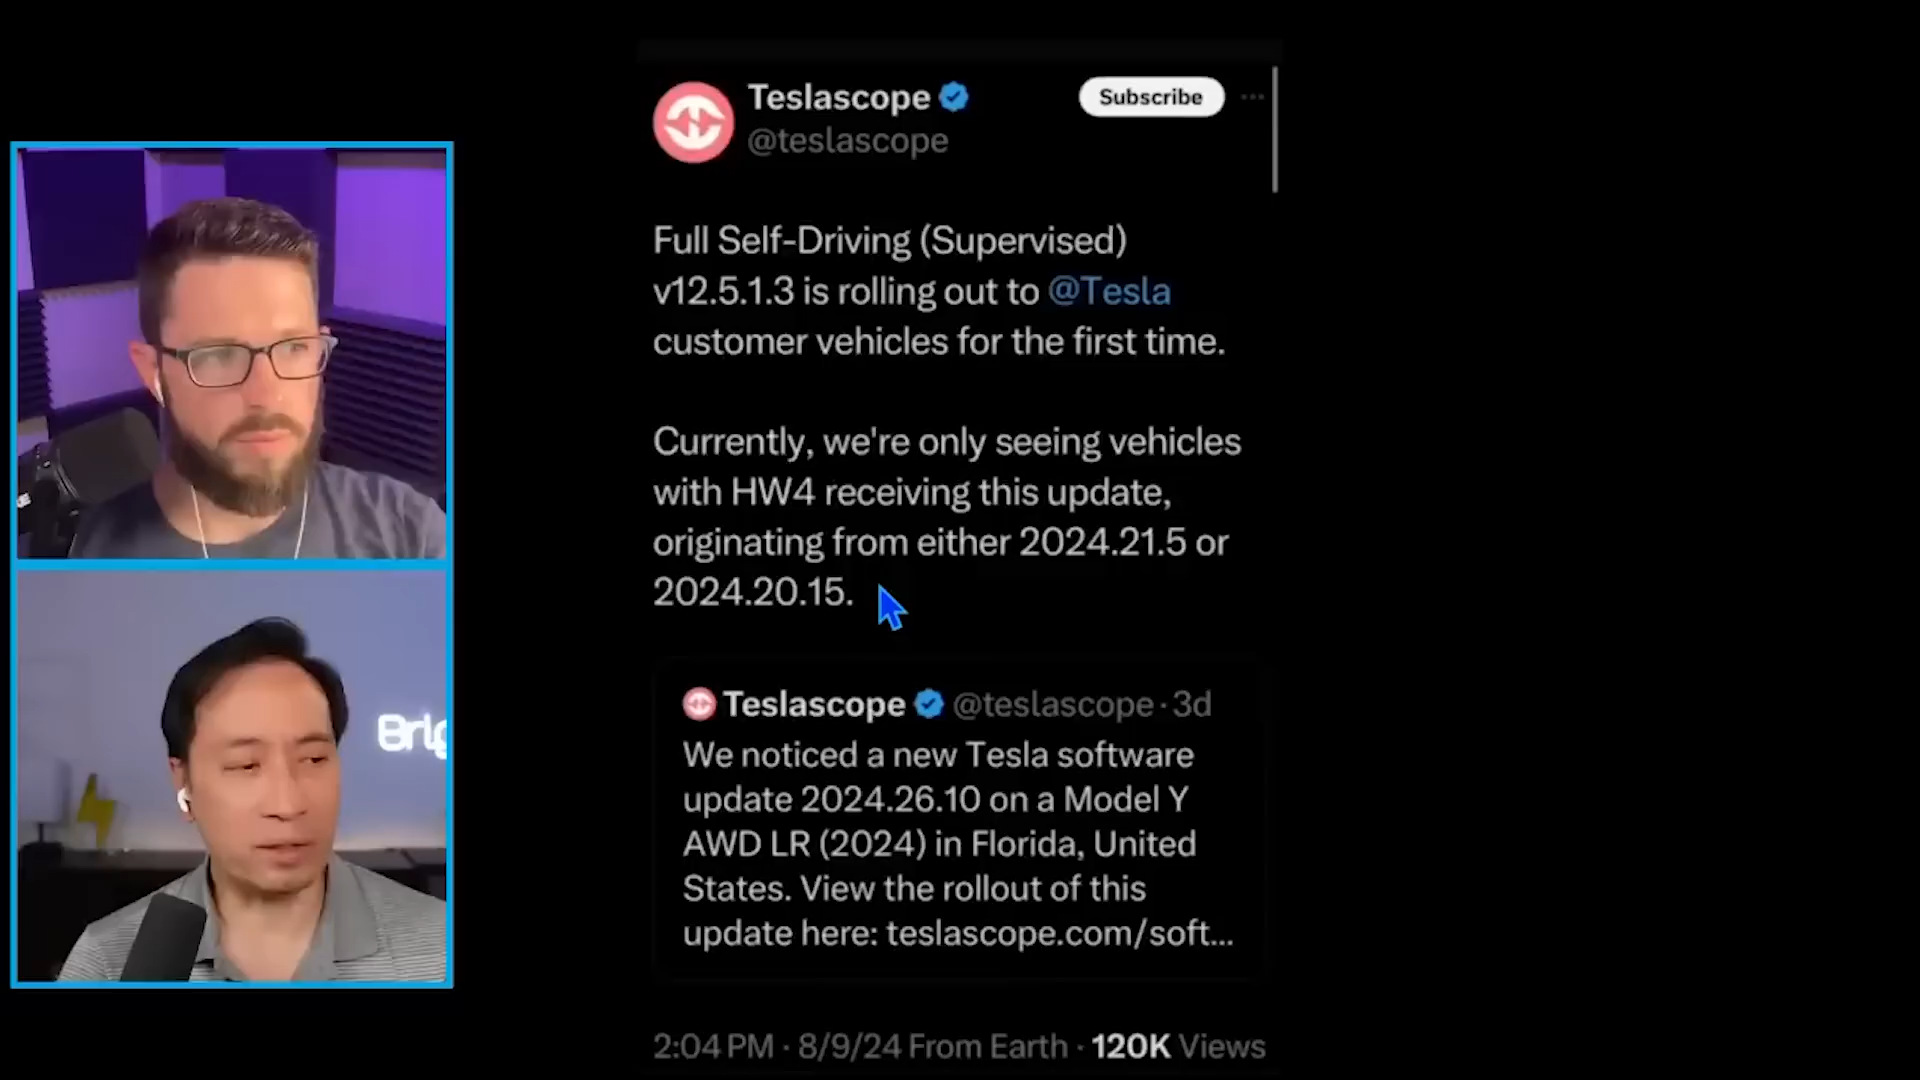 Teslascope
Subscribe
@teslascope
Full Self-Driving (Supervised)
v12.5.1.3 is rolling out to @Tesla
customer vehicles for the first time.
Currently, we're only seeing vehicles
with HW4 receiving this update,
originating from either 2024.21.5 or
2024.20.15.
Teslascope @teslascope · 3d
We noticed a new Tesla software
update 2024.26.10 on a Model Y
AWD LR (2024) in Florida, United
States. View the rollout of this
update here: teslascope.com/soft...
2:04 PM · 8/9/24 From Earth · 120K Views